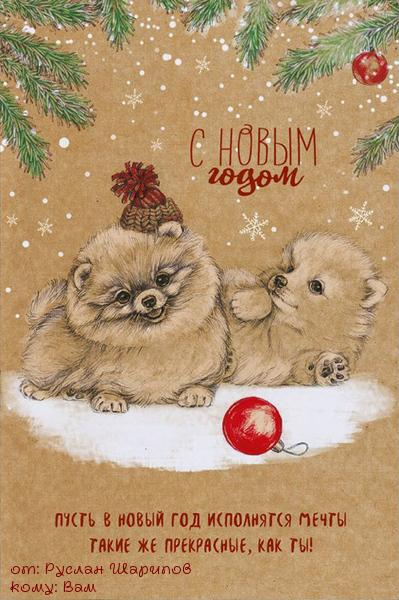 С НОВЫМ
годом
ПУСТЬ В НОВЫЙ ГОД ИСПОЛНЯТСЯ МЕЧТЫ
ТАКИЕ ЖЕ ПРЕКРАСНЫЕ, КАК ТЫ!
от: Руслан Шарипов
кому: Вам